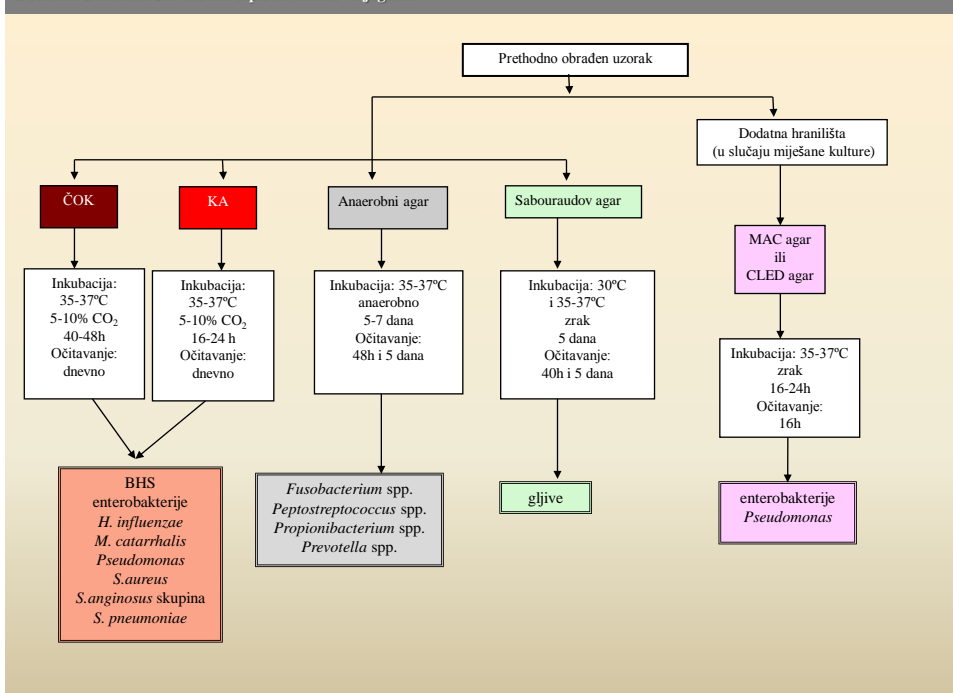 Prethodno obrađen uzorak
Dodatna hranilišta
(u slučaju miješane kulture)
ČOK
KA
Anaerobni agar
Sabouraudov agar
MAC agar
ili
CLED agar
Inkubacija:
35-37ºC
5-10% CO₂
40-48h
Očitavanje:
dnevno
Inkubacija:
35-37ºC
5-10% CO₂
16-24 h
Očitavanje:
dnevno
Inkubacija: 35-37ºC
anaerobno
5-7 dana
Očitavanje:
48h i 5 dana
Inkubacija: 30ºC
i 35-37ºC
zrak
5 dana
Očitavanje:
40h i 5 dana
Inkubacija: 35-37ºC
zrak
16-24h
Očitavanje:
16h
BHS
enterobakterije
H. influenzae
M. catarrhalis
Pseudomonas
S.aureus
S.anginosus skupina
S. pneumoniae
Fusobacterium spp.
Peptostreptococcus spp.
Propionibacterium spp.
Prevotella spp.
gljive
enterobakterije
Pseudomonas